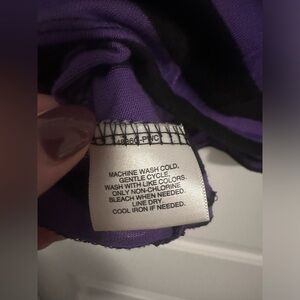 MACHINE WASH COLD,
GENTLE CYCLE,
WASH WITH LIKE COLORS.
ONLY NON-CHLORINE
BLEACH WHEN NEEDED.
LINE DRY.
COOL IRON IF NEEDED.